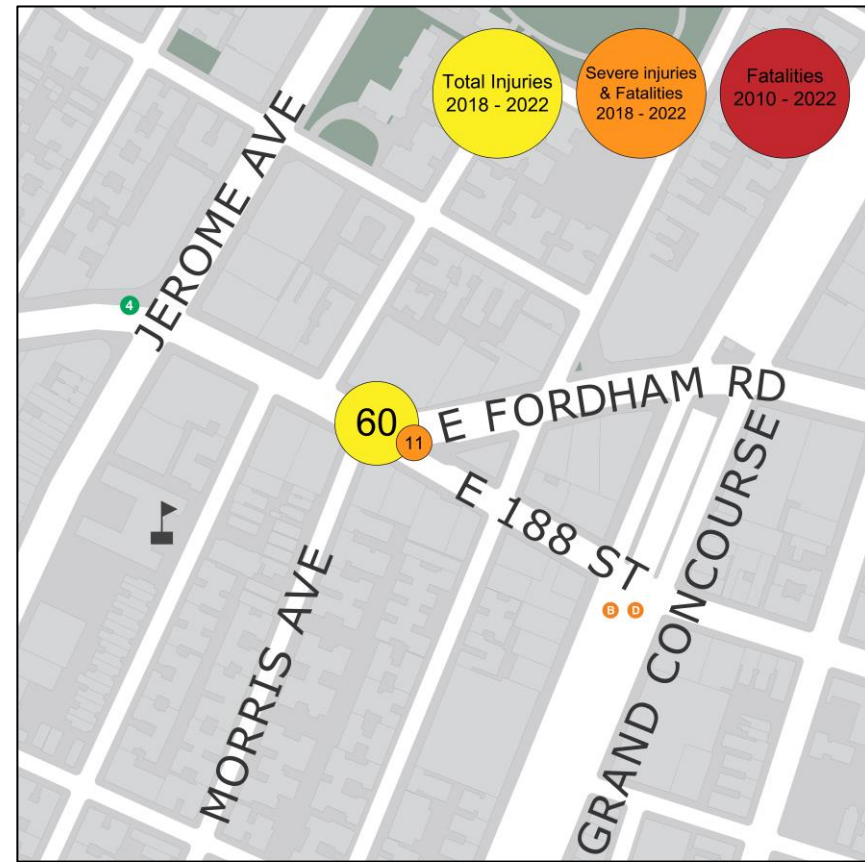 Total Injuries
2018 - 2022
Severe injuries
& Fatalities
2018 - 2022
Fatalities
2010 - 2022
JEROME AVE
4
60
11
E FORDHAM RD
E 188 ST
B D
MORRIS AVE
GRAND CONCOURSE